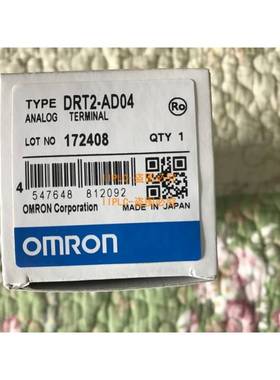 TYPE DRT2-AD04
ANALOG TERMINAL
Ro
LOT NO 172408 QTY 1
4 547648 812092
OMRON Corporation MADE IN JAPAN
OMRON